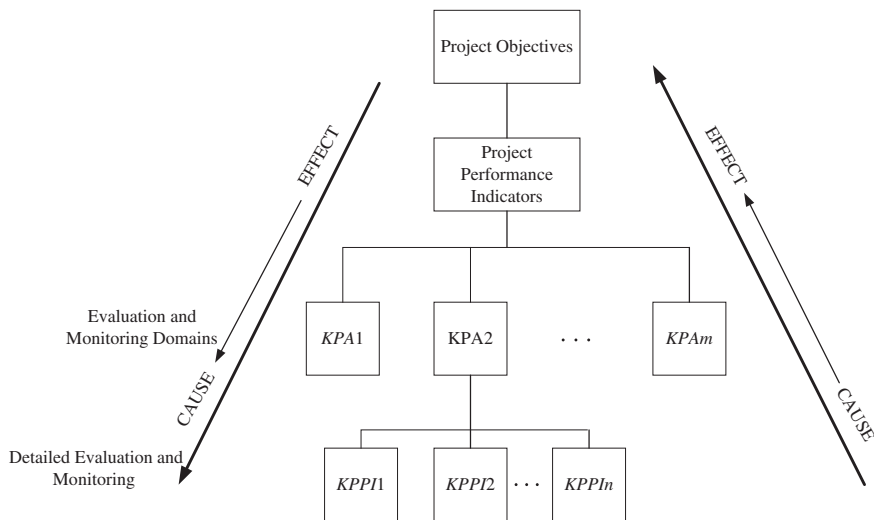 Project Objectives
EFFECT
EFFECT
Project
Performance
Indicators
Evaluation and
Monitoring Domains
KPA1
KPA2
. . .
KPAm
CAUSE
CAUSE
Detailed Evaluation and
Monitoring
KPPI1
KPPI2
. . .
KPPIn